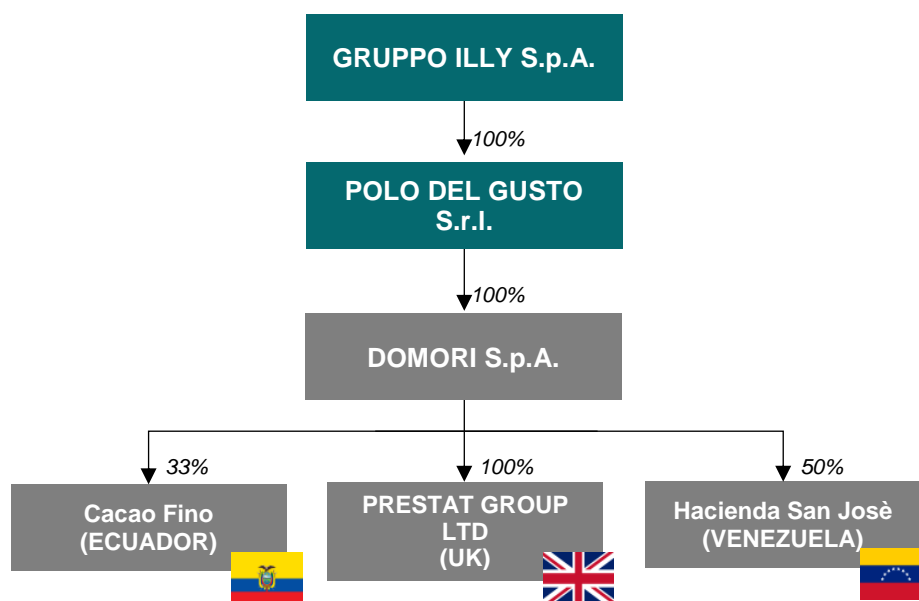 GRUPPO ILLY S.p.A.
100%
POLO DEL GUSTO
S.r.l.
100%
DOMORI S.p.A.
33%
100%
50%
Cacao Fino
(ECUADOR)
PRESTAT GROUP
LTD
(UK)
Hacienda San Josè
(VENEZUELA)